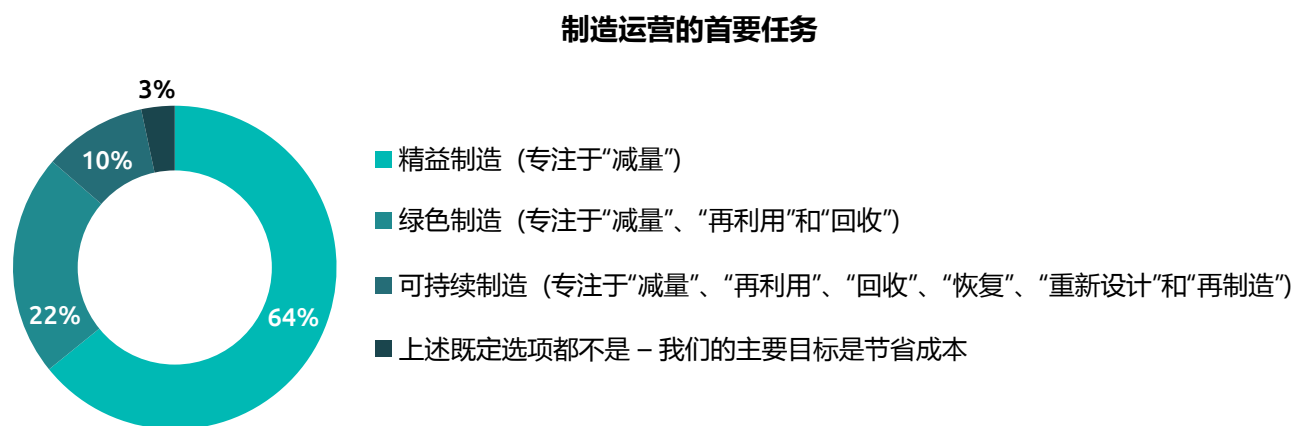 制造运营的首要任务
3%
10%
22%
64%
精益制造 (专注于“减量”)
绿色制造 (专注于“减量”、“再利用”和“回收”)
可持续制造 (专注于“减量”、“再利用”、“回收”、“恢复”、“重新设计”和“再制造”)
上述既定选项都不是 – 我们的主要目标是节省成本